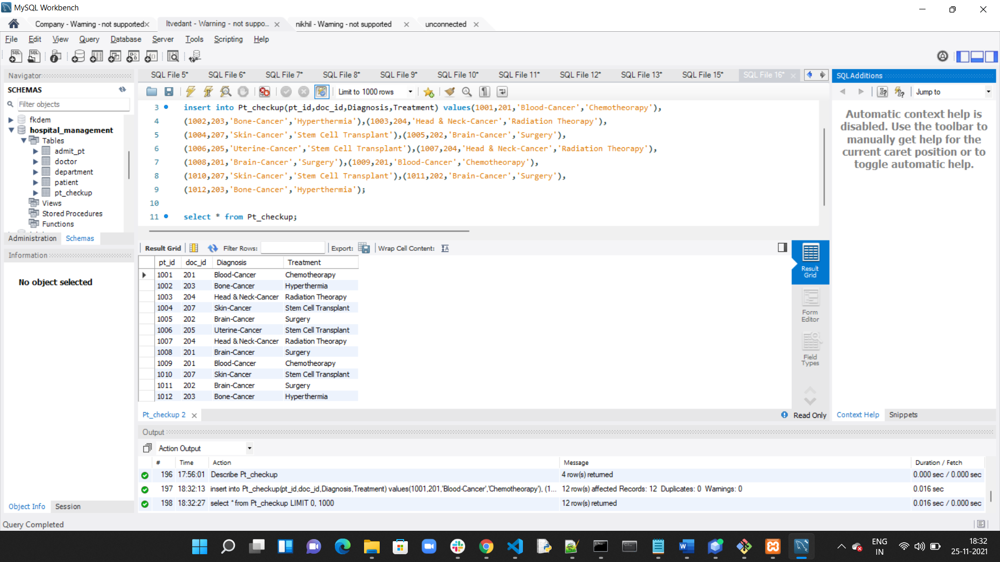 MySQL Workbench
Company - Warning - not supported
Itvedant - Warning - not suppo...
nikhil - Warning - not supported
unconnected
File Edit View Query Database Server Tools Scripting Help
Navigator
SCHEMAS
Filter objects
fkdem
hospital_management
Tables
admit_pt
doctor
department
patient
pt_checkup
Views
Stored Procedures
Functions
Administration Schemas
Information
No object selected
Object Info Session
SQL File 5* SQL File 6* SQL File 7* SQL File 8* SQL File 9* SQL File 10* SQL File 11* SQL File 12* SQL File 13* SQL File 15* SQL File 16*
Limit to 1000 rows
3 insert into Pt_checkup(pt_id,doc_id,Diagnosis,Treatment) values(1001,201,'Blood-Cancer','Chemotheorapy'),
4 (1002,203,'Bone-Cancer','Hyperthermia'),(1003,204,'Head & Neck-Cancer','Radiation Theorapy'),
5 (1004,207,'Skin-Cancer','Stem Cell Transplant'),(1005,202,'Brain-Cancer','Surgery'),
6 (1006,205,'Uterine-Cancer','Stem Cell Transplant'),(1007,204,'Head & Neck-Cancer','Radiation Theorapy'),
7 (1008,201,'Brain-Cancer','Surgery'),(1009,201,'Blood-Cancer','Chemotheorapy'),
8 (1010,207,'Skin-Cancer','Stem Cell Transplant'),(1011,202,'Brain-Cancer','Surgery'),
9 (1012,203,'Bone-Cancer','Hyperthermia');
10
11 select * from Pt_checkup;
Result Grid Filter Rows: Export: Wrap Cell Content:
pt_id doc_id Diagnosis Treatment
1001 201 Blood-Cancer Chemotheorapy
1002 203 Bone-Cancer Hyperthermia
1003 204 Head & Neck-Cancer Radiation Theorapy
1004 207 Skin-Cancer Stem Cell Transplant
1005 202 Brain-Cancer Surgery
1006 205 Uterine-Cancer Stem Cell Transplant
1007 204 Head & Neck-Cancer Radiation Theorapy
1008 201 Brain-Cancer Surgery
1009 201 Blood-Cancer Chemotheorapy
1010 207 Skin-Cancer Stem Cell Transplant
1011 202 Brain-Cancer Surgery
1012 203 Bone-Cancer Hyperthermia
Result
Grid
Form
Editor
Field
Types
Pt_checkup 2
Read Only
SQLAdditions
Jump to
Automatic context help is
disabled. Use the toolbar to
manually get help for the
current caret position or to
toggle automatic help.
Context Help Snippets
Output
Action Output
# Time Action Message Duration / Fetch
196 17:56:01 Describe Pt_checkup 4 row(s) returned 0.000 sec / 0.000 sec
197 18:32:13 insert into Pt_checkup(pt_id,doc_id,Diagnosis,Treatment) values(1001,201,'Blood-Cancer','Chemotheorapy'), (1... 12 row(s) affected Records: 12 Duplicates: 0 Warnings: 0 0.016 sec
198 18:32:27 select * from Pt_checkup LIMIT 0, 1000 12 row(s) returned 0.016 sec / 0.000 sec
Query Completed
ENG
IN
18:32
25-11-2021